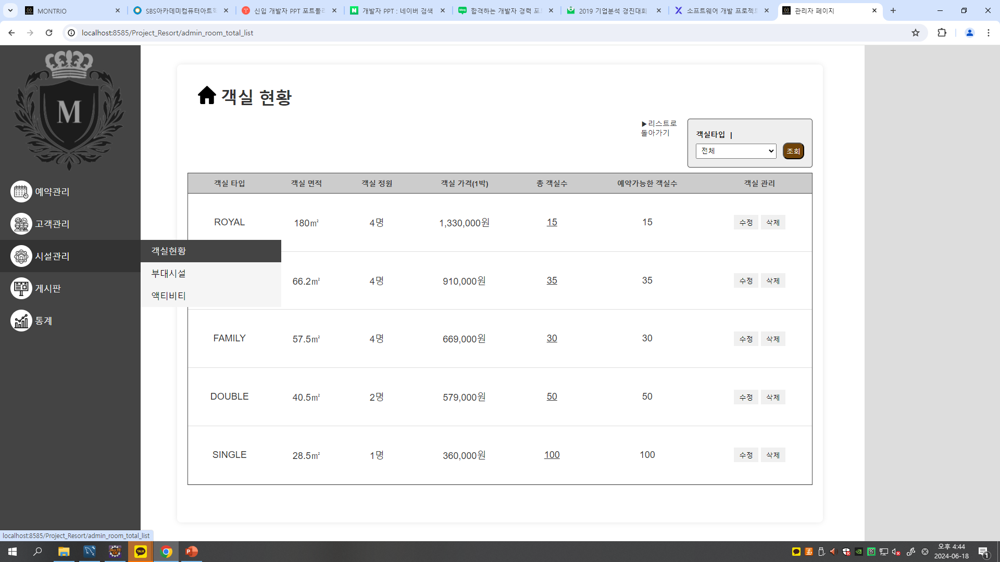 MONTRIO
SBS아카데미컴퓨터아트학
신입 개발자 PPT 포트폴리
개발자 PPT : 네이버 검색
합격하는 개발자 경력 포
2019 기업분석 경진대회
소프트웨어 개발 프로젝트
관리자 페이지
localhost:8585/Project_Resort/admin_room_total_list
M
객실 현황
▶리스트로
돌아가기
객실타입 |
전체
조회
예약관리
고객관리
시설관리
게시판
통계
객실현황
부대시설
액티비티
객실 타입 객실 면적 객실 정원 객실 가격(1박) 총 객실수 예약가능한 객실수 객실 관리
ROYAL 180㎡ 4명 1,330,000원 15 15 수정 삭제
66.2㎡ 4명 910,000원 35 35 수정 삭제
FAMILY 57.5㎡ 4명 669,000원 30 30 수정 삭제
DOUBLE 40.5㎡ 2명 579,000원 50 50 수정 삭제
SINGLE 28.5㎡ 1명 360,000원 100 100 수정 삭제
localhost:8585/Project_Resort/admin_room_total_list
TALK
오후 4:44
2024-06-18
1